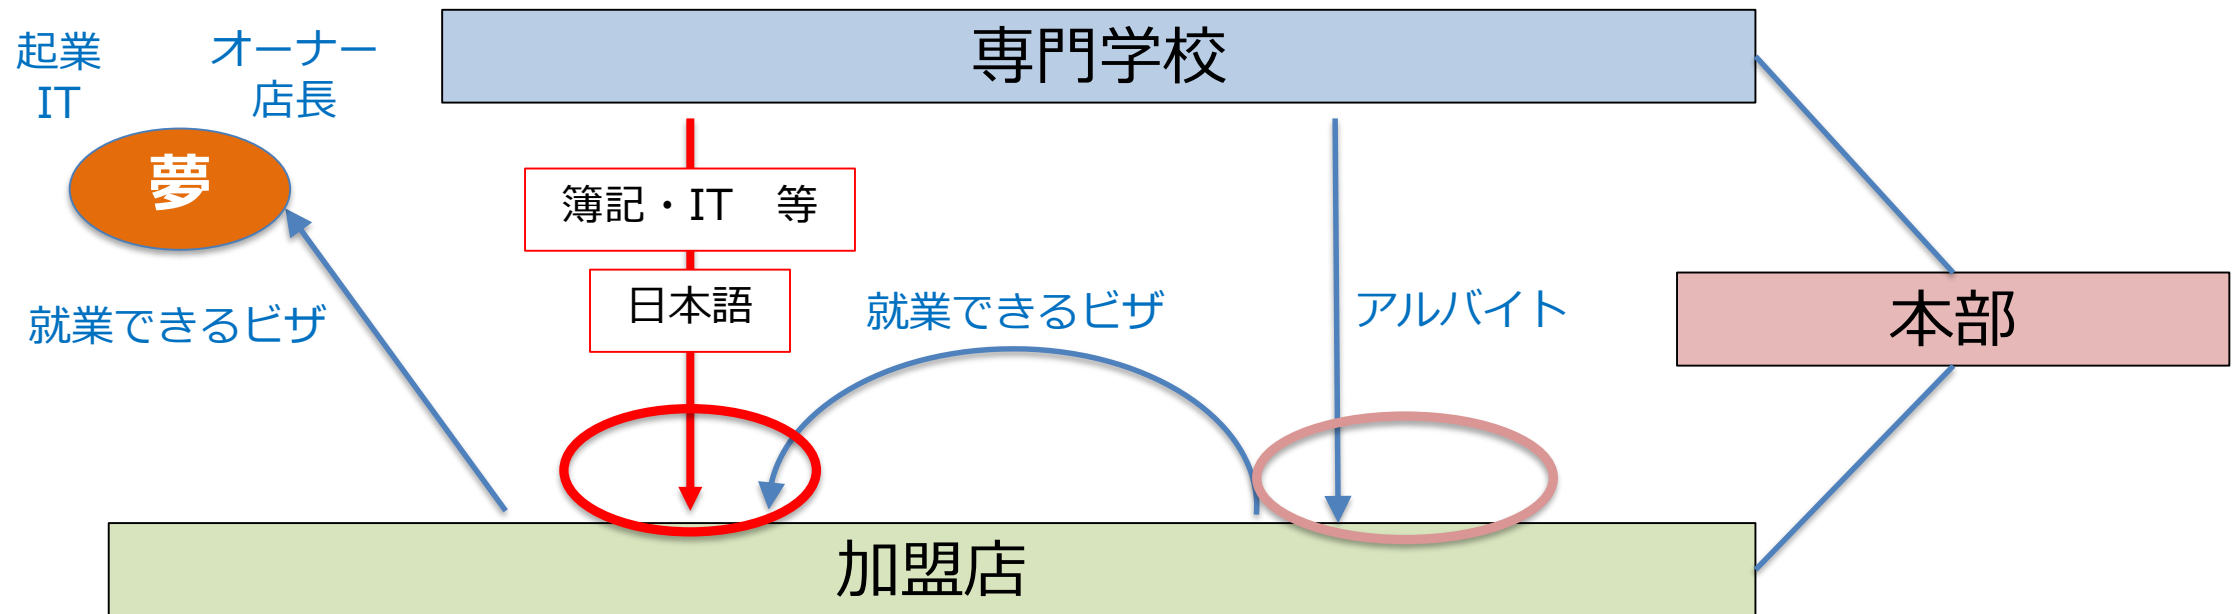 専門学校
起業
IT
オーナー
店長
夢
簿記・IT　等
日本語
就業できるビザ
就業できるビザ
アルバイト
本部
加盟店